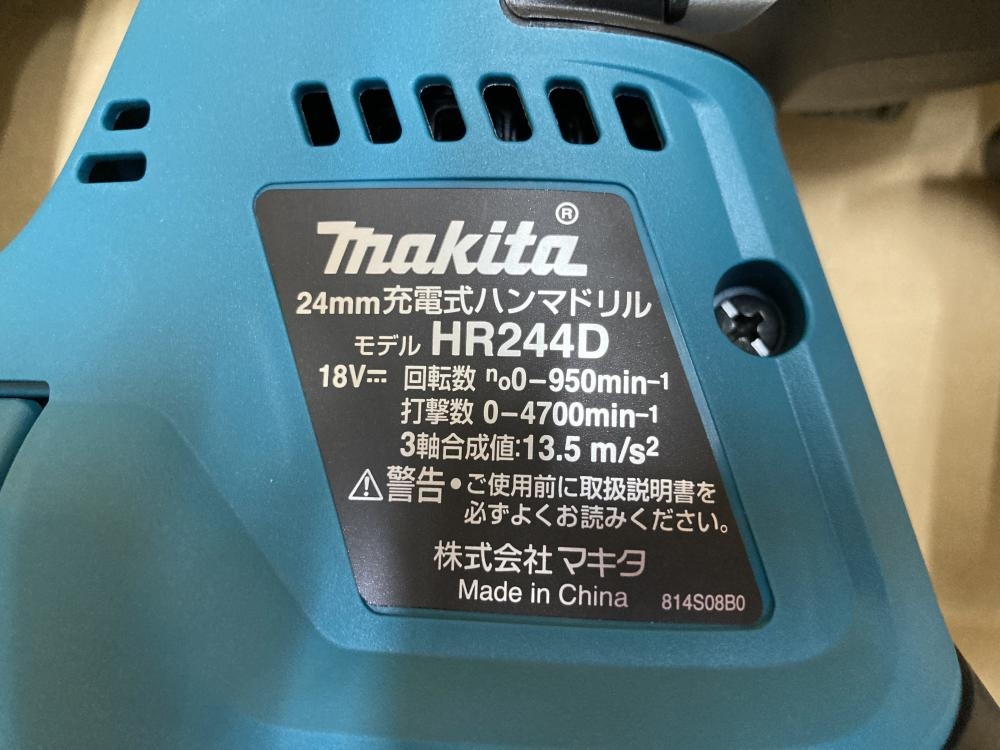 makita®
24mm充電式ハンマドリル
モデル HR244D
18V⎓ 回転数 n₀0-950min-1
打撃数 0-4700min-1
3軸合成値:13.5 m/s2
⚠警告・ご使用前に取扱説明書を
必ずよくお読みください。
株式会社 マキタ
Made in China 814S08B0